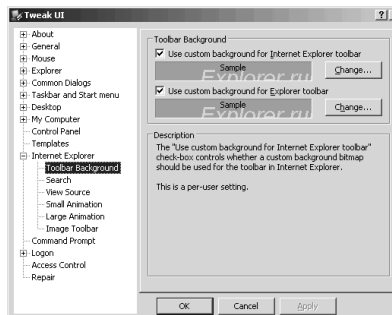 Tweak UI
About
General
Mouse
Explorer
Common Dialogs
Taskbar and Start menu
Desktop
My Computer
Control Panel
Templates
Internet Explorer
Toolbar Background
Search
View Source
Small Animation
Large Animation
Image Toolbar
Command Prompt
Logon
Access Control
Repair
Toolbar Background
Use custom background for Internet Explorer toolbar
Sample
Explorer.ru
Change...
Use custom background for Explorer toolbar
Sample
Explorer.ru
Change...
Description
The "Use custom background for Internet Explorer toolbar"
check-box controls whether a custom background bitmap
should be used for the toolbar in Internet Explorer.
This is a per-user setting.
OK
Cancel
Apply